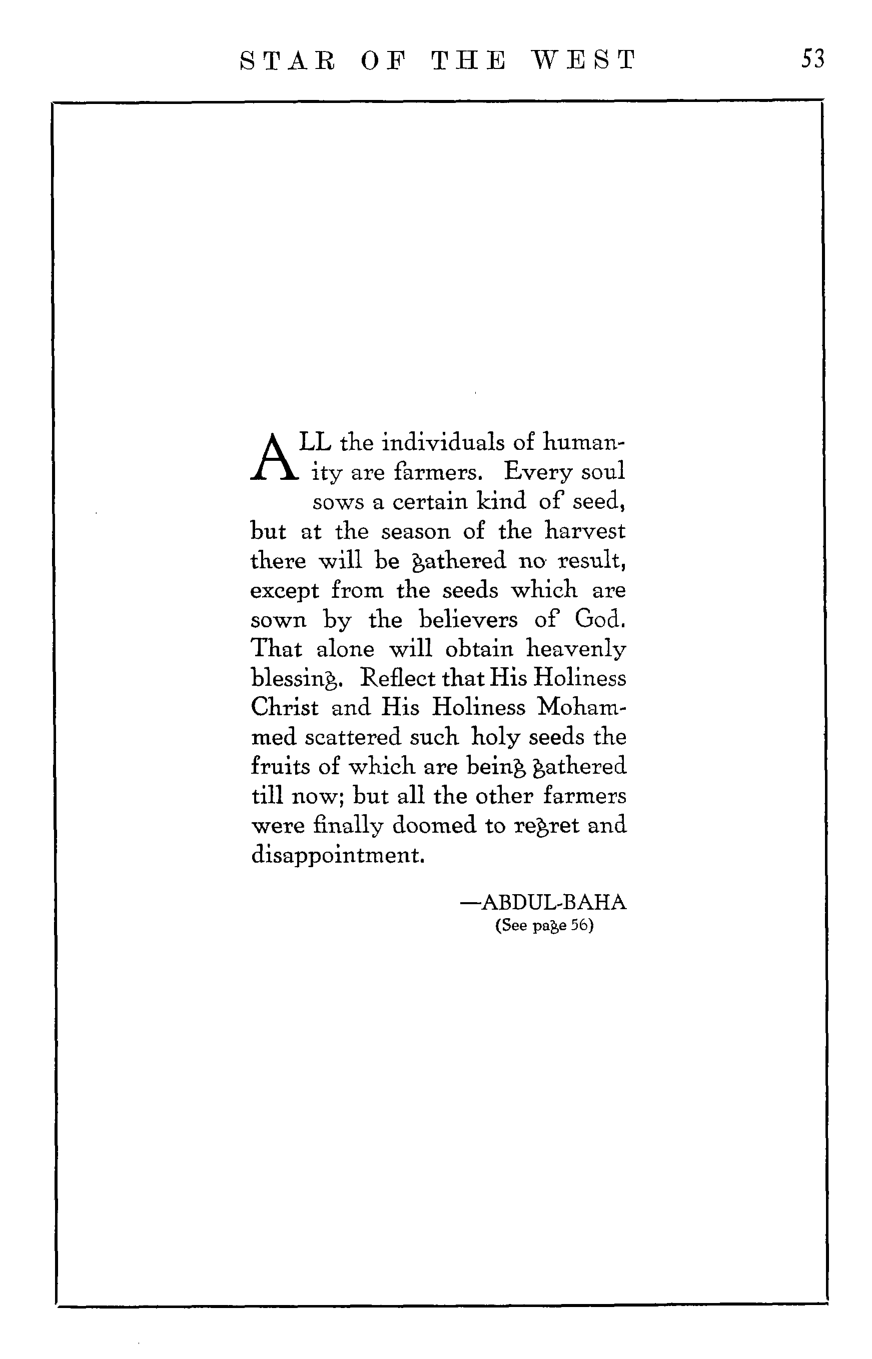 STAR OF THE WEST 53
ALL the individuals of human-
ity are farmers. Every soul
sows a certain kind of seed,
but at the season of the harvest
there will be gathered no result,
except from the seeds which are
sown by the believers of God.
That alone will obtain heavenly
blessing. Reflect that His Holiness
Christ and His Holiness Moham-
med scattered such holy seeds the
fruits of which are being gathered
till now; but all the other farmers
were finally doomed to regret and
disappointment.
—ABDUL-BAHA
(See page 56)